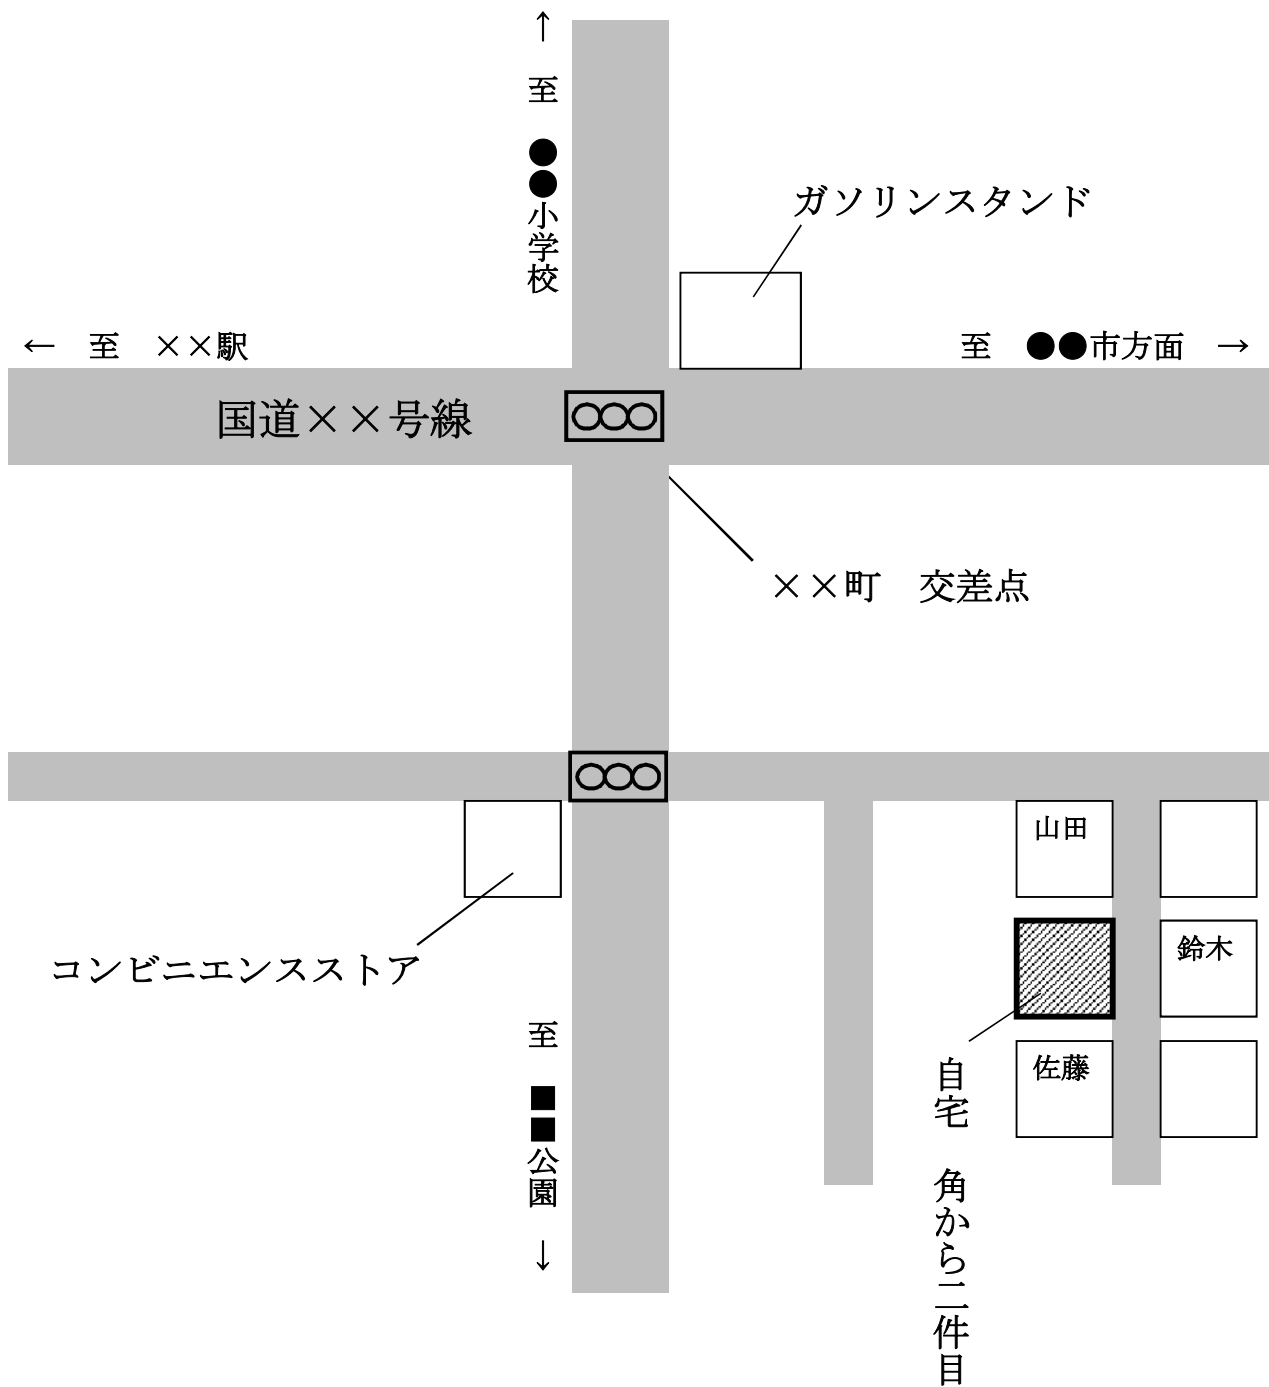 ↑　至　●●小学校
ガソリンスタンド
←　至　××駅
至　●●市方面　→
国道××号線
××町　交差点
山田
鈴木
コンビニエンスストア
佐藤
至　■■公園　↓
自宅　角から二件目